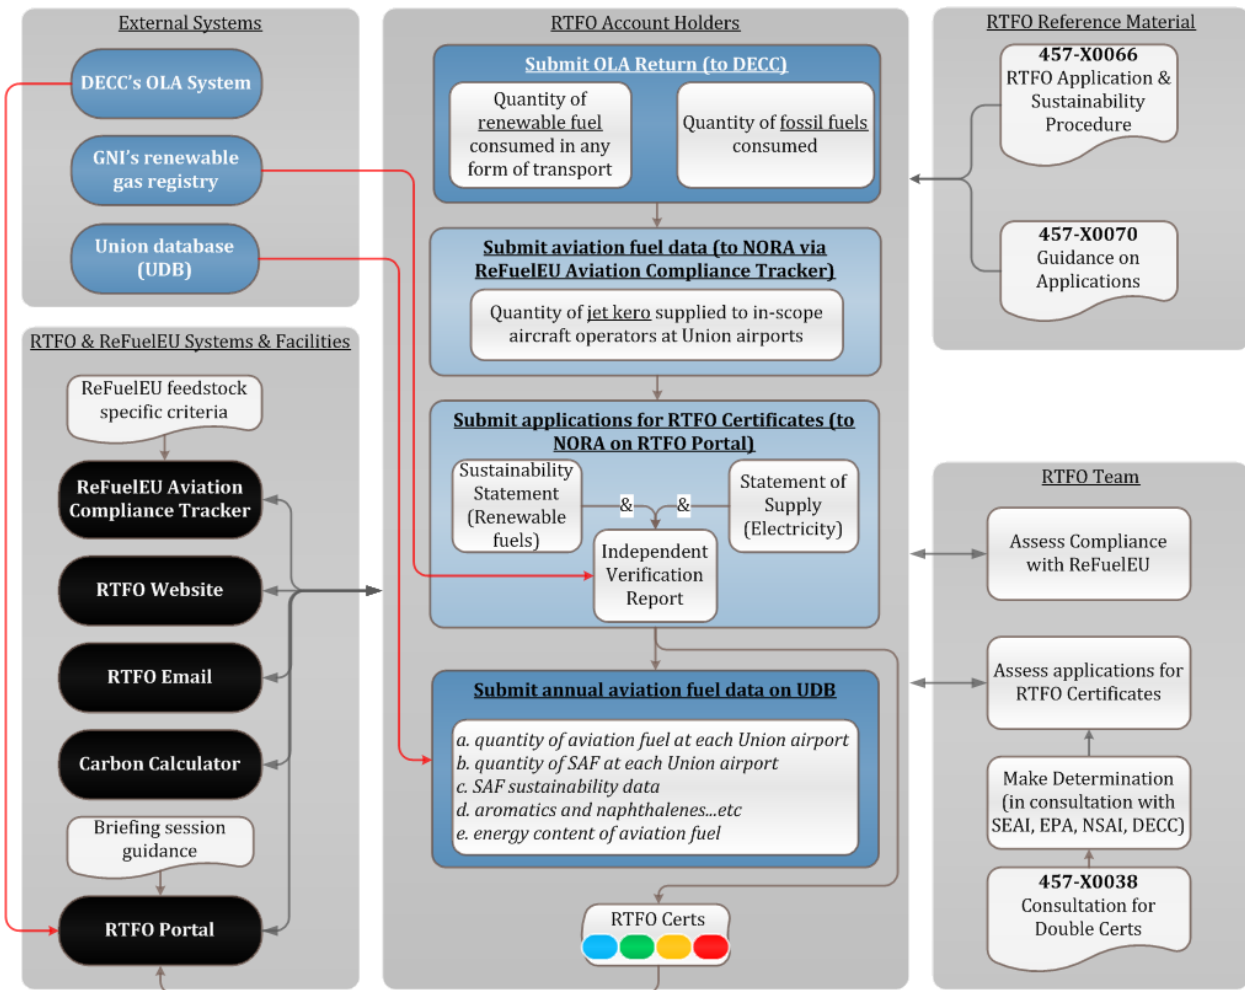 External Systems
DECC's OLA System
GNI's renewable
gas registry
Union database
(UDB)
RTFO & ReFuelEU Systems & Facilities
ReFuelEU feedstock
specific criteria
ReFuelEU Aviation
Compliance Tracker
RTFO Website
RTFO Email
Carbon Calculator
Briefing session
guidance
RTFO Portal
RTFO Account Holders
Submit OLA Return (to DECC)
Quantity of
renewable fuel
consumed in any
form of transport
Quantity of fossil fuels
consumed
Submit aviation fuel data (to NORA via
ReFuelEU Aviation Compliance Tracker)
Quantity of jet kero supplied to in-scope
aircraft operators at Union airports
Submit applications for RTFO Certificates (to
NORA on RTFO Portal)
Sustainability
Statement
(Renewable
fuels)
&
&
Statement of
Supply
(Electricity)
Independent
Verification
Report
Submit annual aviation fuel data on UDB
a. quantity of aviation fuel at each Union airport
b. quantity of SAF at each Union airport
c. SAF sustainability data
d. aromatics and naphthalenes...etc
e. energy content of aviation fuel
RTFO Certs
RTFO Reference Material
457-X0066
RTFO Application &
Sustainability
Procedure
457-X0070
Guidance on
Applications
RTFO Team
Assess Compliance
with ReFuelEU
Assess applications for
RTFO Certificates
Make Determination
(in consultation with
SEAI, EPA, NSAI, DECC)
457-X0038
Consultation for
Double Certs